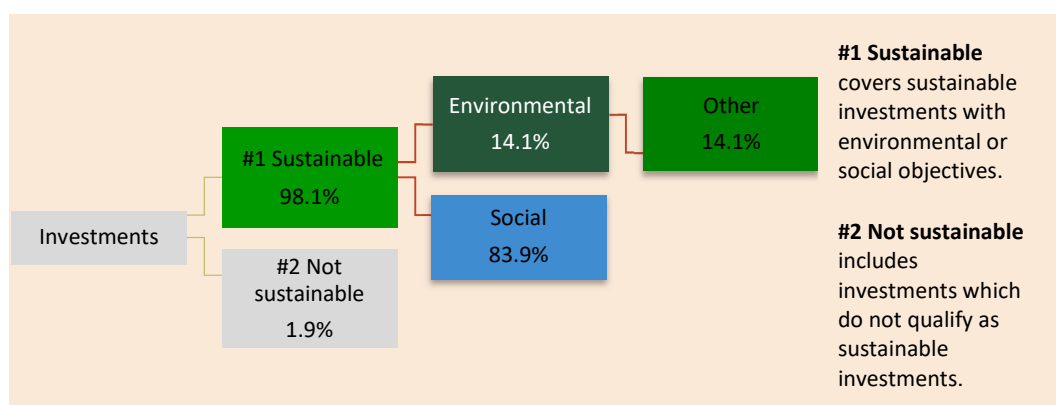 Investments
#1 Sustainable
98.1%
#2 Not
sustainable
1.9%
Environmental
14.1%
Social
83.9%
Other
14.1%
#1 Sustainable
covers sustainable
investments with
environmental or
social objectives.
#2 Not sustainable
includes
investments which
do not qualify as
sustainable
investments.